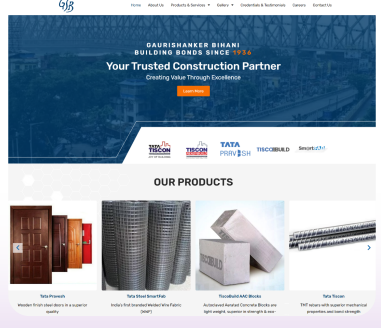 GSB
Home About Us Products & Services Gallery Credentials & Testimonials Careers Contact Us
GAURISHANKER BIHANI
BUILDING BONDS SINCE 1936
Your Trusted Construction Partner
Creating Value Through Excellence
Learn More
TATA TISCON
TISCON
TATA PRAVESH
TISCOBUILD
OUR PRODUCTS
Tata Pravesh
Wooden finish steel doors in a superior quality
Tata Steel SmartFab
India's first branded Welded Wire Fabric (WWF)
TiscoBuild AAC Blocks
Autoclaved Aerated Concrete Blocks are light weight, superior in strength & eco-
Tata Tiscon
TMT rebars with superior mechanical properties and bond strength